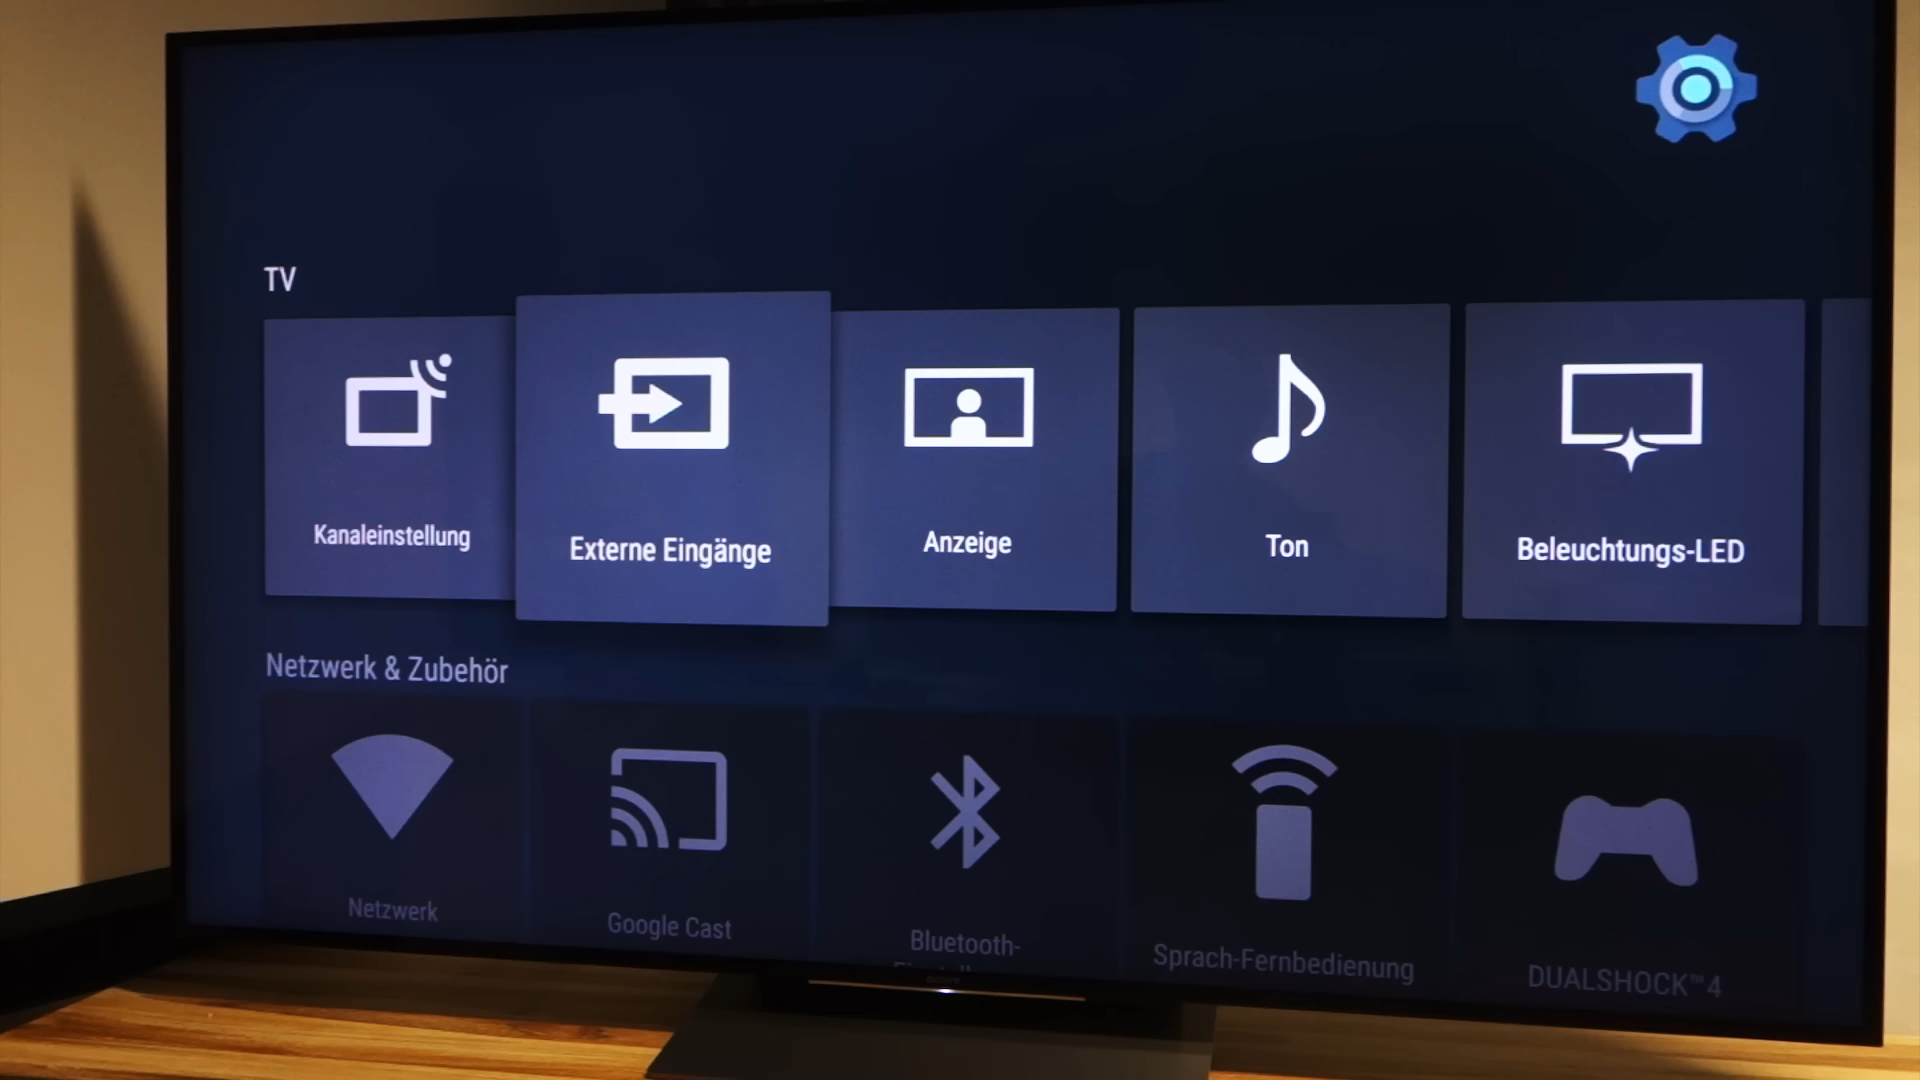 TV
Kanaleinstellung
Externe Eingänge
Anzeige
Ton
Beleuchtungs-LED
Netzwerk & Zubehör
Netzwerk
Google Cast
Bluetooth-
Sprach-Fernbedienung
DUALSHOCK™4